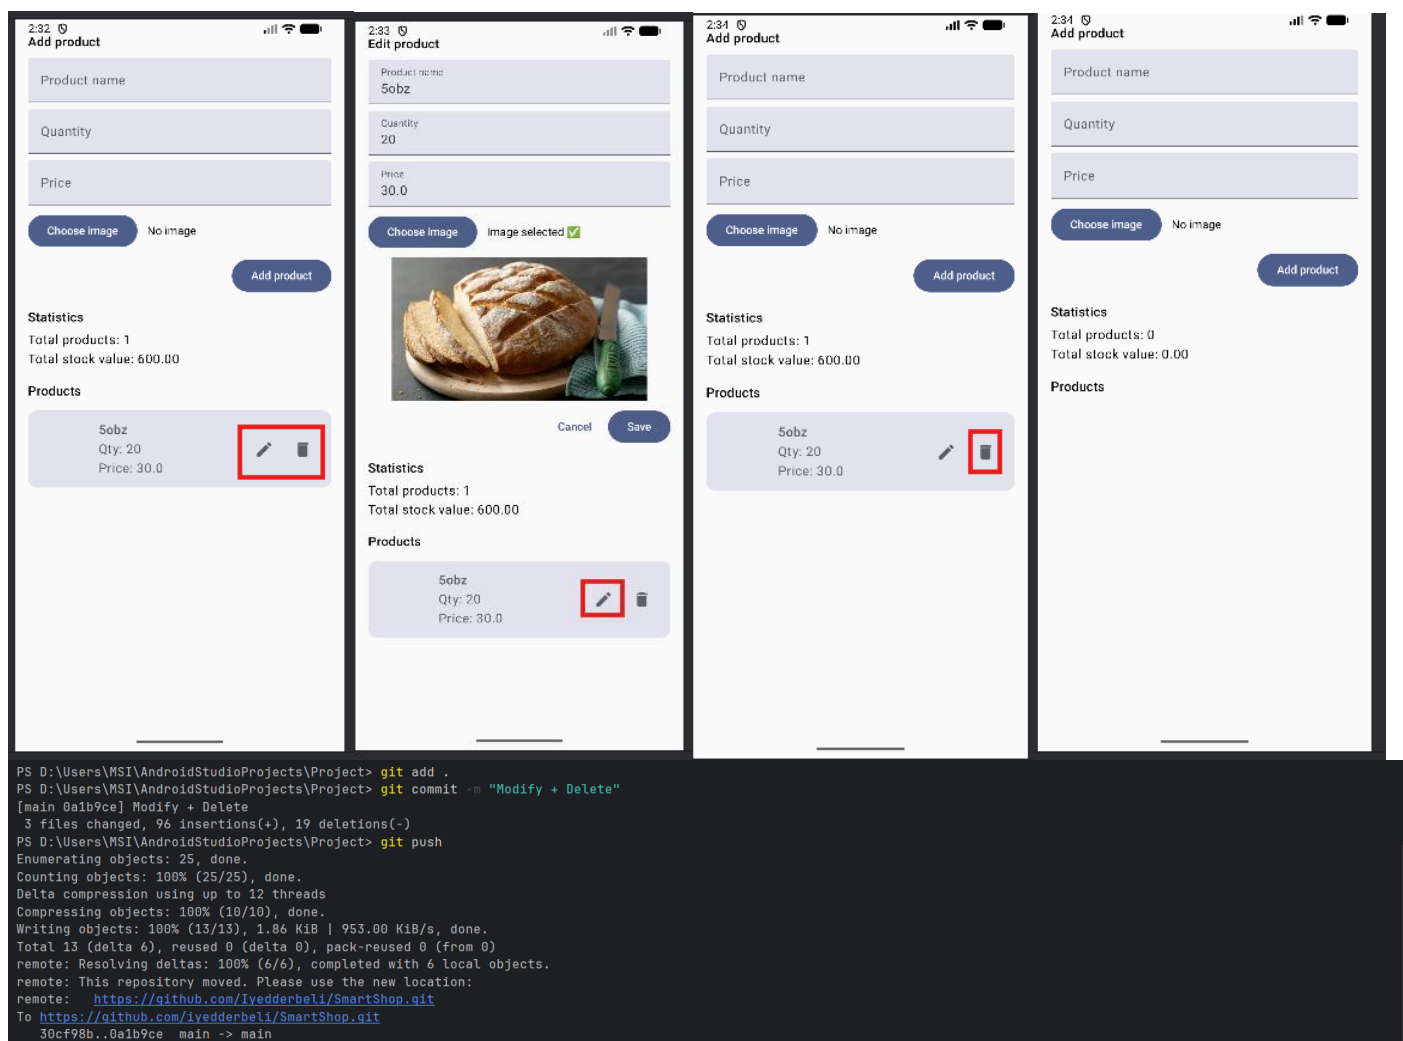 2:32
Add product
Product name
Quantity
Price
Choose image
No image
Add product
Statistics
Total products: 1
Total stock value: 600.00
Products
5obz
Qty: 20
Price: 30.0
2:33
Edit product
Product name
5obz
Quantity
20
Price
30.0
Choose image
Image selected ✅
Cancel
Save
Statistics
Total products: 1
Total stock value: 600.00
Products
5obz
Qty: 20
Price: 30.0
2:34
Add product
Product name
Quantity
Price
Choose image
No image
Add product
Statistics
Total products: 1
Total stock value: 600.00
Products
5obz
Qty: 20
Price: 30.0
2:34
Add product
Product name
Quantity
Price
Choose image
No image
Add product
Statistics
Total products: 0
Total stock value: 0.00
Products
PS D:\Users\MSI\AndroidStudioProjects\Project> git add .
PS D:\Users\MSI\AndroidStudioProjects\Project> git commit -m "Modify + Delete"
[main 0a1b9ce] Modify + Delete
3 files changed, 96 insertions(+), 19 deletions(-)
PS D:\Users\MSI\AndroidStudioProjects\Project> git push
Enumerating objects: 25, done.
Counting objects: 100% (25/25), done.
Delta compression using up to 12 threads
Compressing objects: 100% (10/10), done.
Writing objects: 100% (13/13), 1.86 KiB | 953.00 KiB/s, done.
Total 13 (delta 6), reused 0 (delta 0), pack-reused 0 (from 0)
remote: Resolving deltas: 100% (6/6), completed with 6 local objects.
remote: This repository moved. Please use the new location:
remote:   https://github.com/Iyedderbeli/SmartShop.git
To https://github.com/iyedderbeli/SmartShop.git
30cf98b..0a1b9ce  main -> main